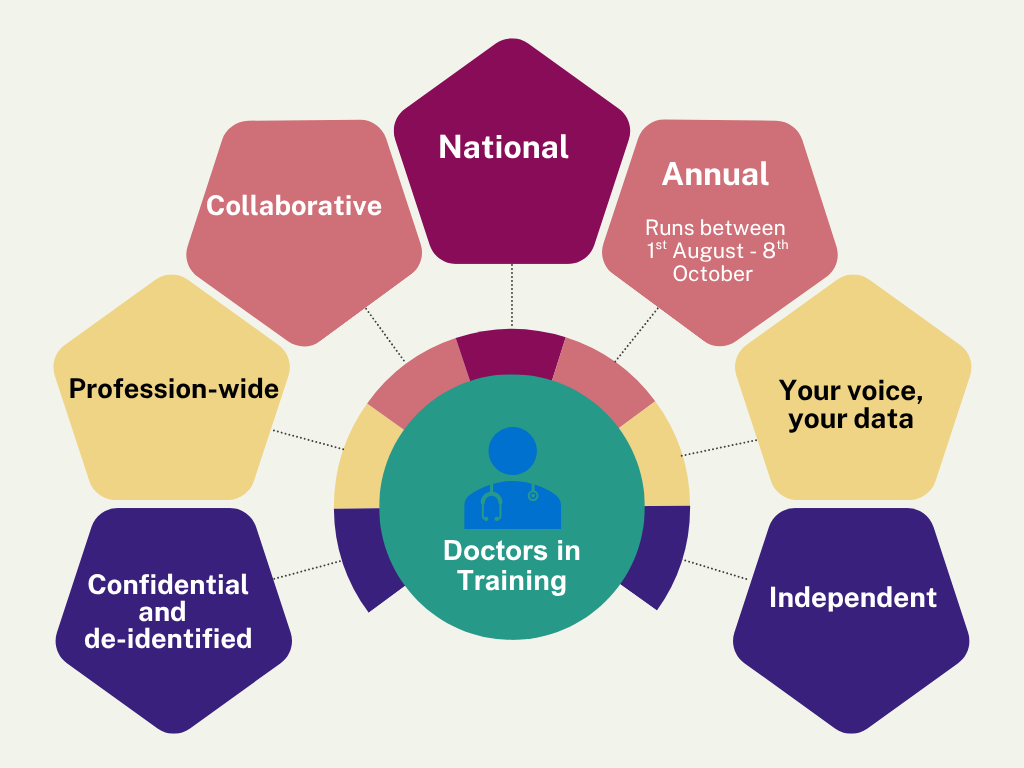 National
Annual
Runs between
1st August - 8th
October
Collaborative
Profession-wide
Your voice,
your data
Confidential
and
de-identified
Independent
Doctors in
Training